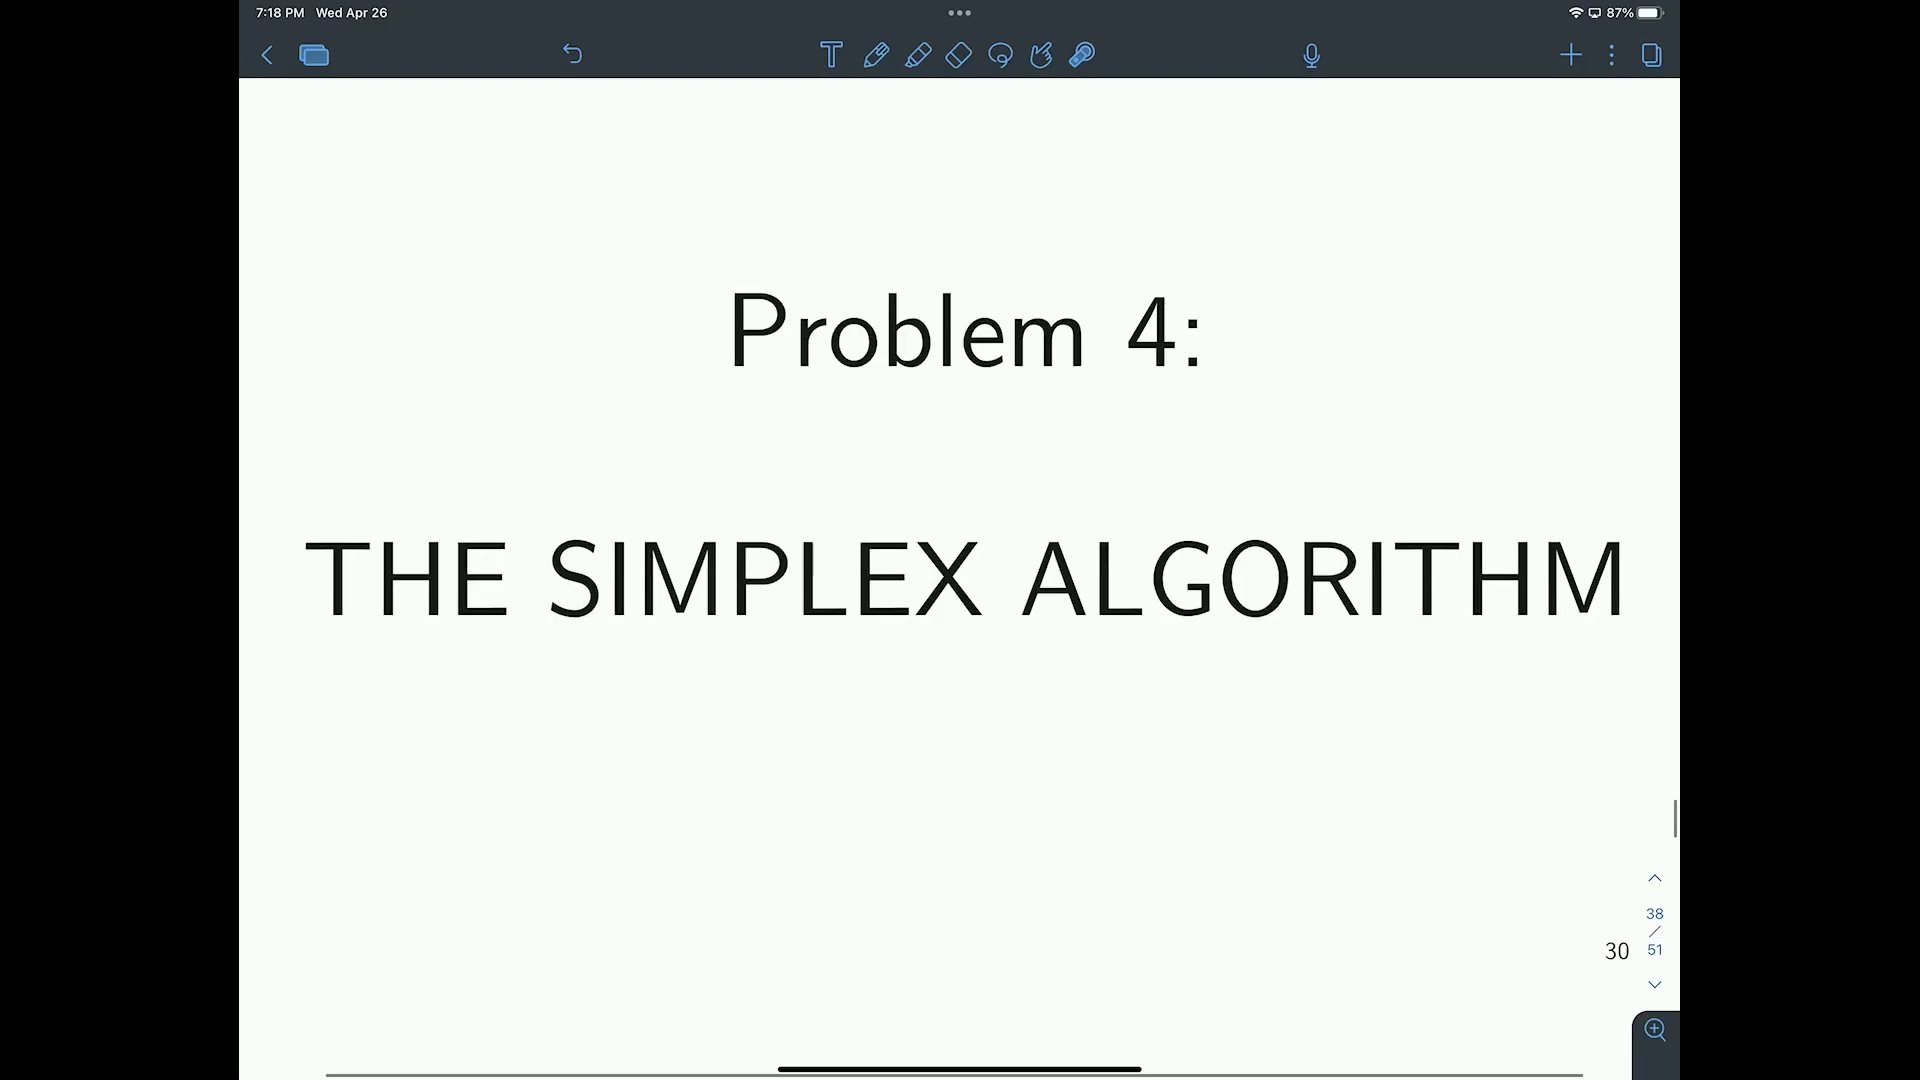 7:18 PM Wed Apr 26
87%
T
Problem 4:
THE SIMPLEX ALGORITHM
38
/
51
30